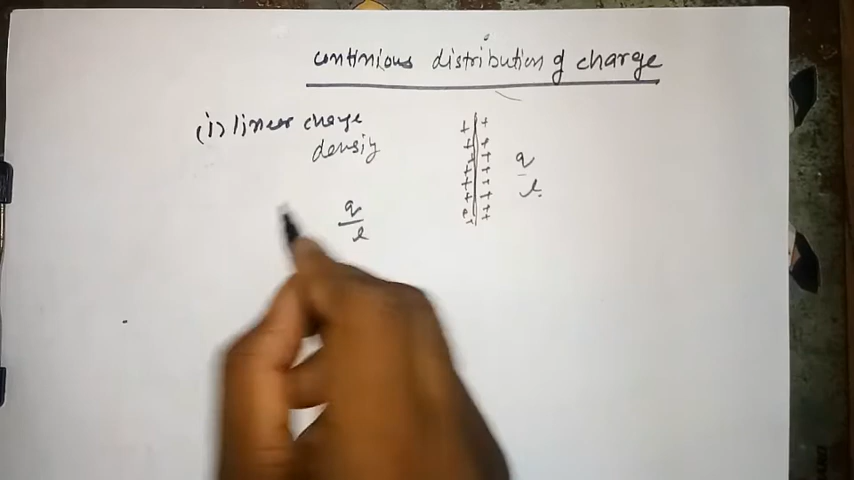 continious distribution of charge
(i) linear charge
density
q
l
q
l